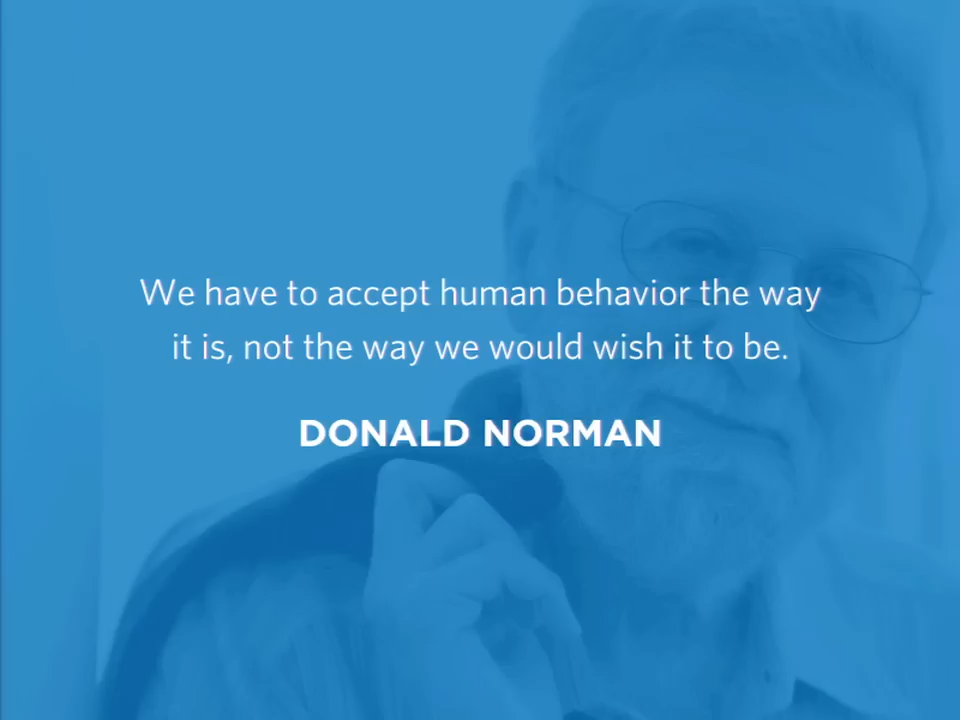 We have to accept human behavior the way
it is, not the way we would wish it to be.
DONALD NORMAN